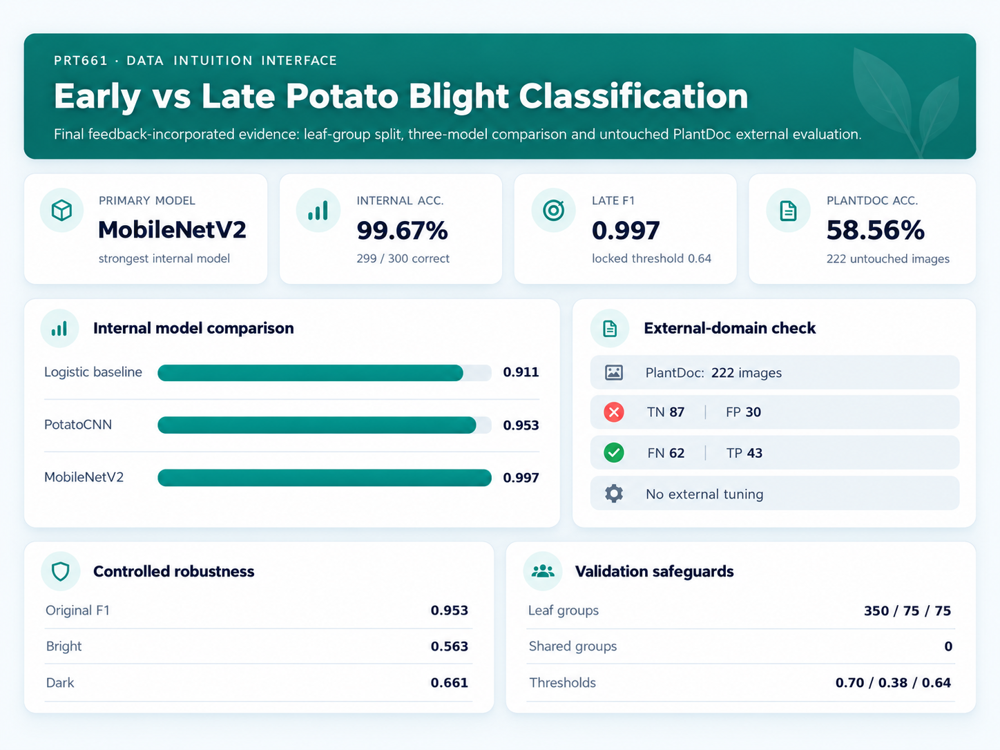 PRT661 · DATA INTUITION INTERFACE
Early vs Late Potato Blight Classification
Final feedback-incorporated evidence: leaf-group split, three-model comparison and untouched PlantDoc external evaluation.
PRIMARY MODEL
MobileNetV2
strongest internal model
INTERNAL ACC.
99.67%
299 / 300 correct
LATE F1
0.997
locked threshold 0.64
PLANTDOC ACC.
58.56%
222 untouched images
Internal model comparison
Logistic baseline 0.911
PotatoCNN 0.953
MobileNetV2 0.997
External-domain check
PlantDoc: 222 images
TN 87 | FP 30
FN 62 | TP 43
No external tuning
Controlled robustness
Original F1 0.953
Bright 0.563
Dark 0.661
Validation safeguards
Leaf groups 350 / 75 / 75
Shared groups 0
Thresholds 0.70 / 0.38 / 0.64